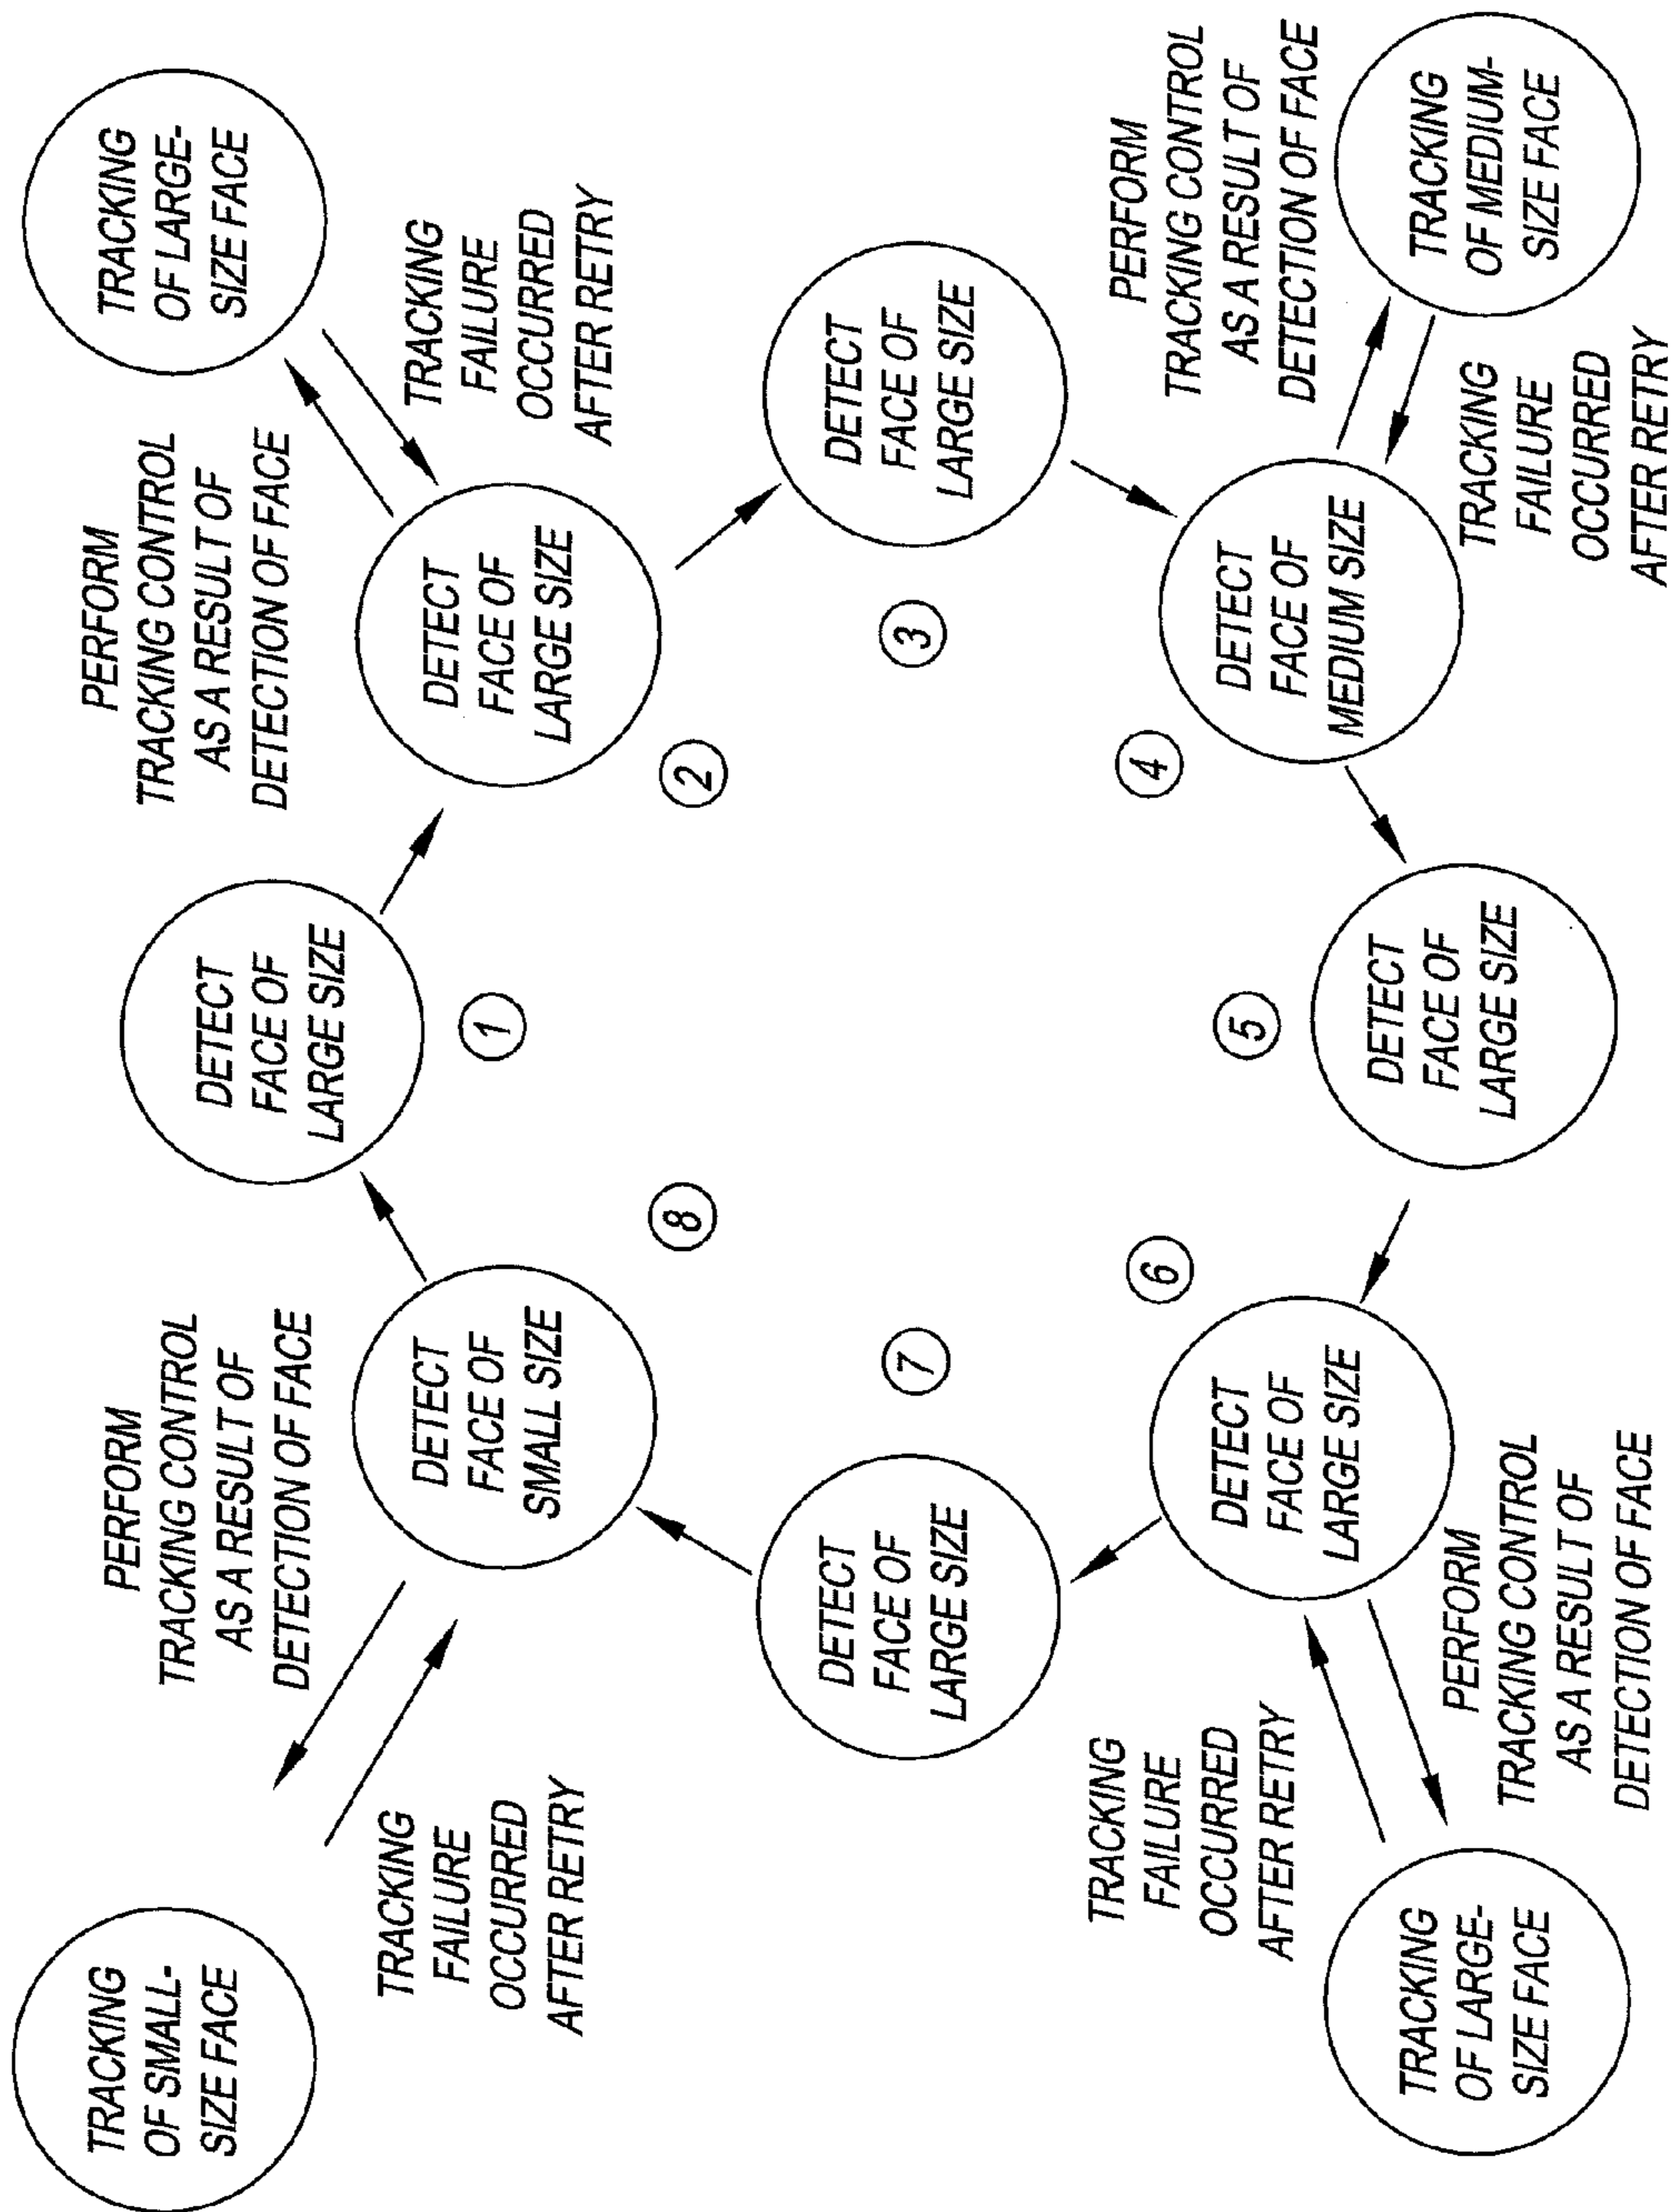 TRACKING
OF SMALL-
SIZE FACE
PERFORM
TRACKING CONTROL
AS A RESULT OF
DETECTION OF FACE
DETECT
FACE OF
LARGE SIZE
1
PERFORM
TRACKING CONTROL
AS A RESULT OF
DETECTION OF FACE
TRACKING
OF LARGE-
SIZE FACE
TRACKING
FAILURE
OCCURRED
AFTER RETRY
DETECT
FACE OF
SMALL SIZE
8
DETECT
FACE OF
LARGE SIZE
2
TRACKING
FAILURE
OCCURRED
AFTER RETRY
DETECT
FACE OF
LARGE SIZE
7
3
DETECT
FACE OF
LARGE SIZE
TRACKING
FAILURE
OCCURRED
AFTER RETRY
DETECT
FACE OF
LARGE SIZE
6
5
4
DETECT
FACE OF
MEDIUM SIZE
PERFORM
TRACKING CONTROL
AS A RESULT OF
DETECTION OF FACE
TRACKING
OF LARGE-
SIZE FACE
PERFORM
TRACKING CONTROL
AS A RESULT OF
DETECTION OF FACE
DETECT
FACE OF
LARGE SIZE
TRACKING
FAILURE
OCCURRED
AFTER RETRY
TRACKING
OF MEDIUM-
SIZE FACE